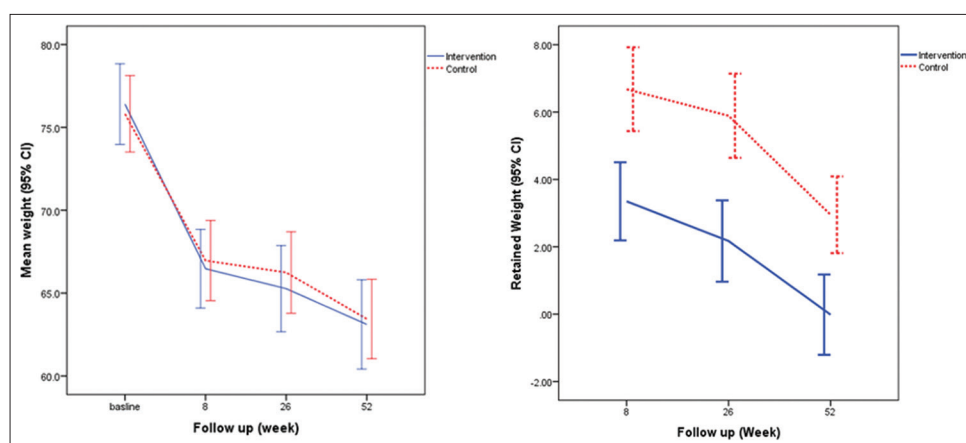 80.0
75.0
70.0
65.0
60.0
Mean weight (95% CI)
basline
8
26
52
Follow up (week)
Intervention
Control
8.00
6.00
4.00
2.00
.00
-2.00
Retained Weight (95% CI)
8
26
52
Follow up (Week)
Intervention
Control